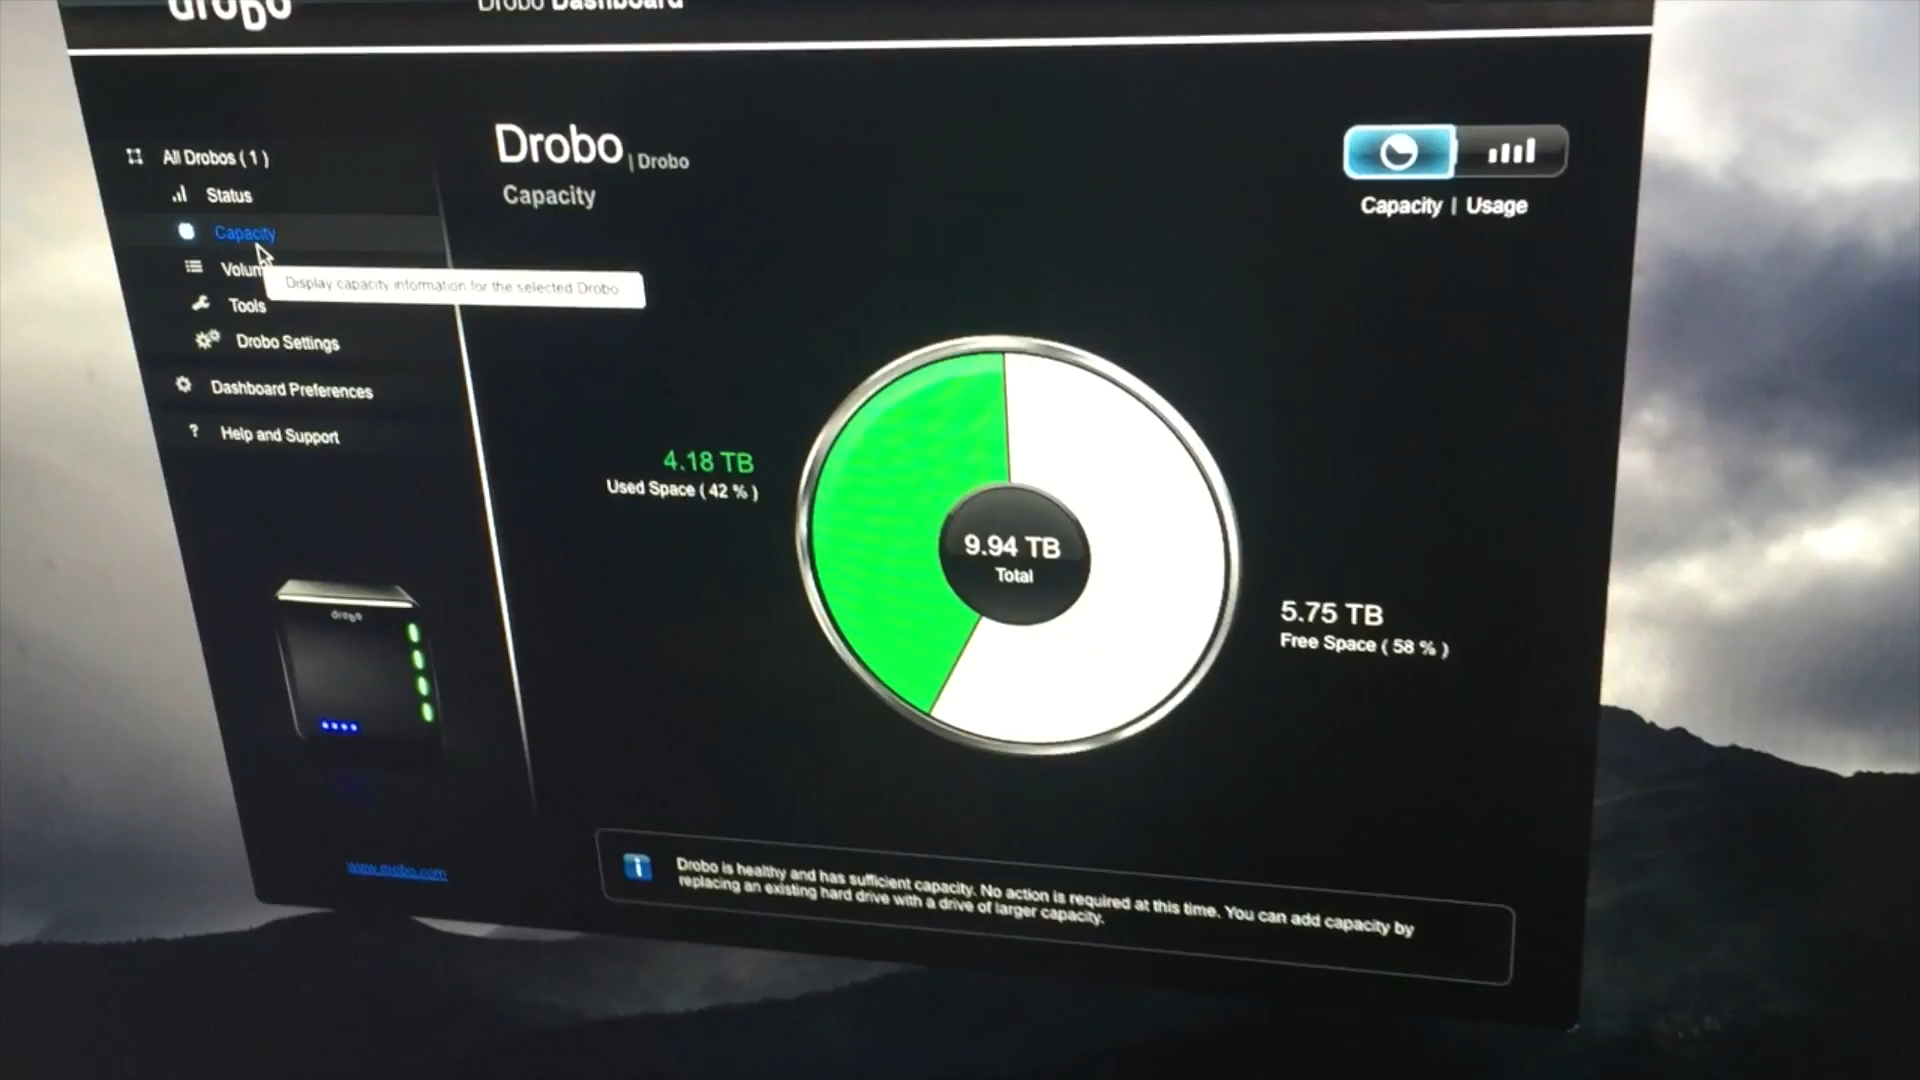 drobo
Drobo Dashboard
All Drobos ( 1 )
Status
Capacity
Volum
Display capacity information for the selected Drobo
Tools
Drobo Settings
Dashboard Preferences
? Help and Support
drobo
www.drobo.com
Drobo | Drobo
Capacity
Capacity | Usage
4.18 TB
Used Space ( 42 % )
9.94 TB
Total
5.75 TB
Free Space ( 58 % )
i
Drobo is healthy and has sufficient capacity. No action is required at this time. You can add capacity by
replacing an existing hard drive with a drive of larger capacity.